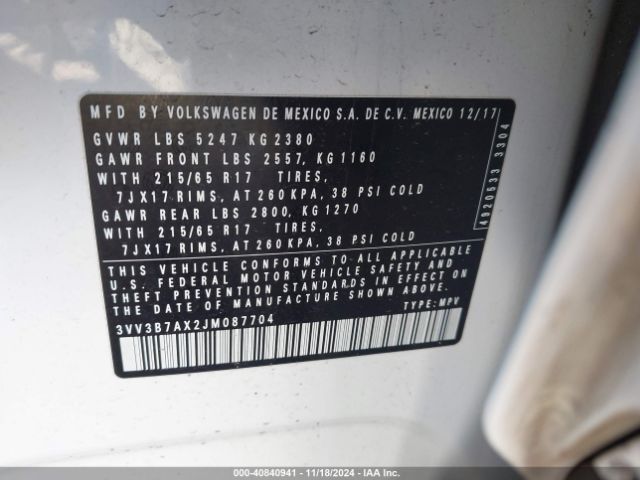 MFD BY VOLKSWAGEN DE MEXICO S.A. DE C.V. MEXICO 12/17
GVWR LBS 5247 KG 2380
GAWR FRONT LBS 2557, KG 1160
WITH 215/65 R17 TIRES,
7JX17 RIMS, AT 260 KPA, 38 PSI COLD
GAWR REAR LBS 2800, KG 1270
WITH 215/65 R17 TIRES,
7JX17 RIMS, AT 260 KPA, 38 PSI COLD
THIS VEHICLE CONFORMS TO ALL APPLICABLE
U.S. FEDERAL MOTOR VEHICLE SAFETY AND
THEFT PREVENTION STANDARDS IN EFFECT ON
THE DATE OF MANUFACTURE SHOWN ABOVE.
3VV3B7AX2JM087704 TYPE: MPV
4920533 3304
000-40840941 - 11/18/2024 - IAA Inc.